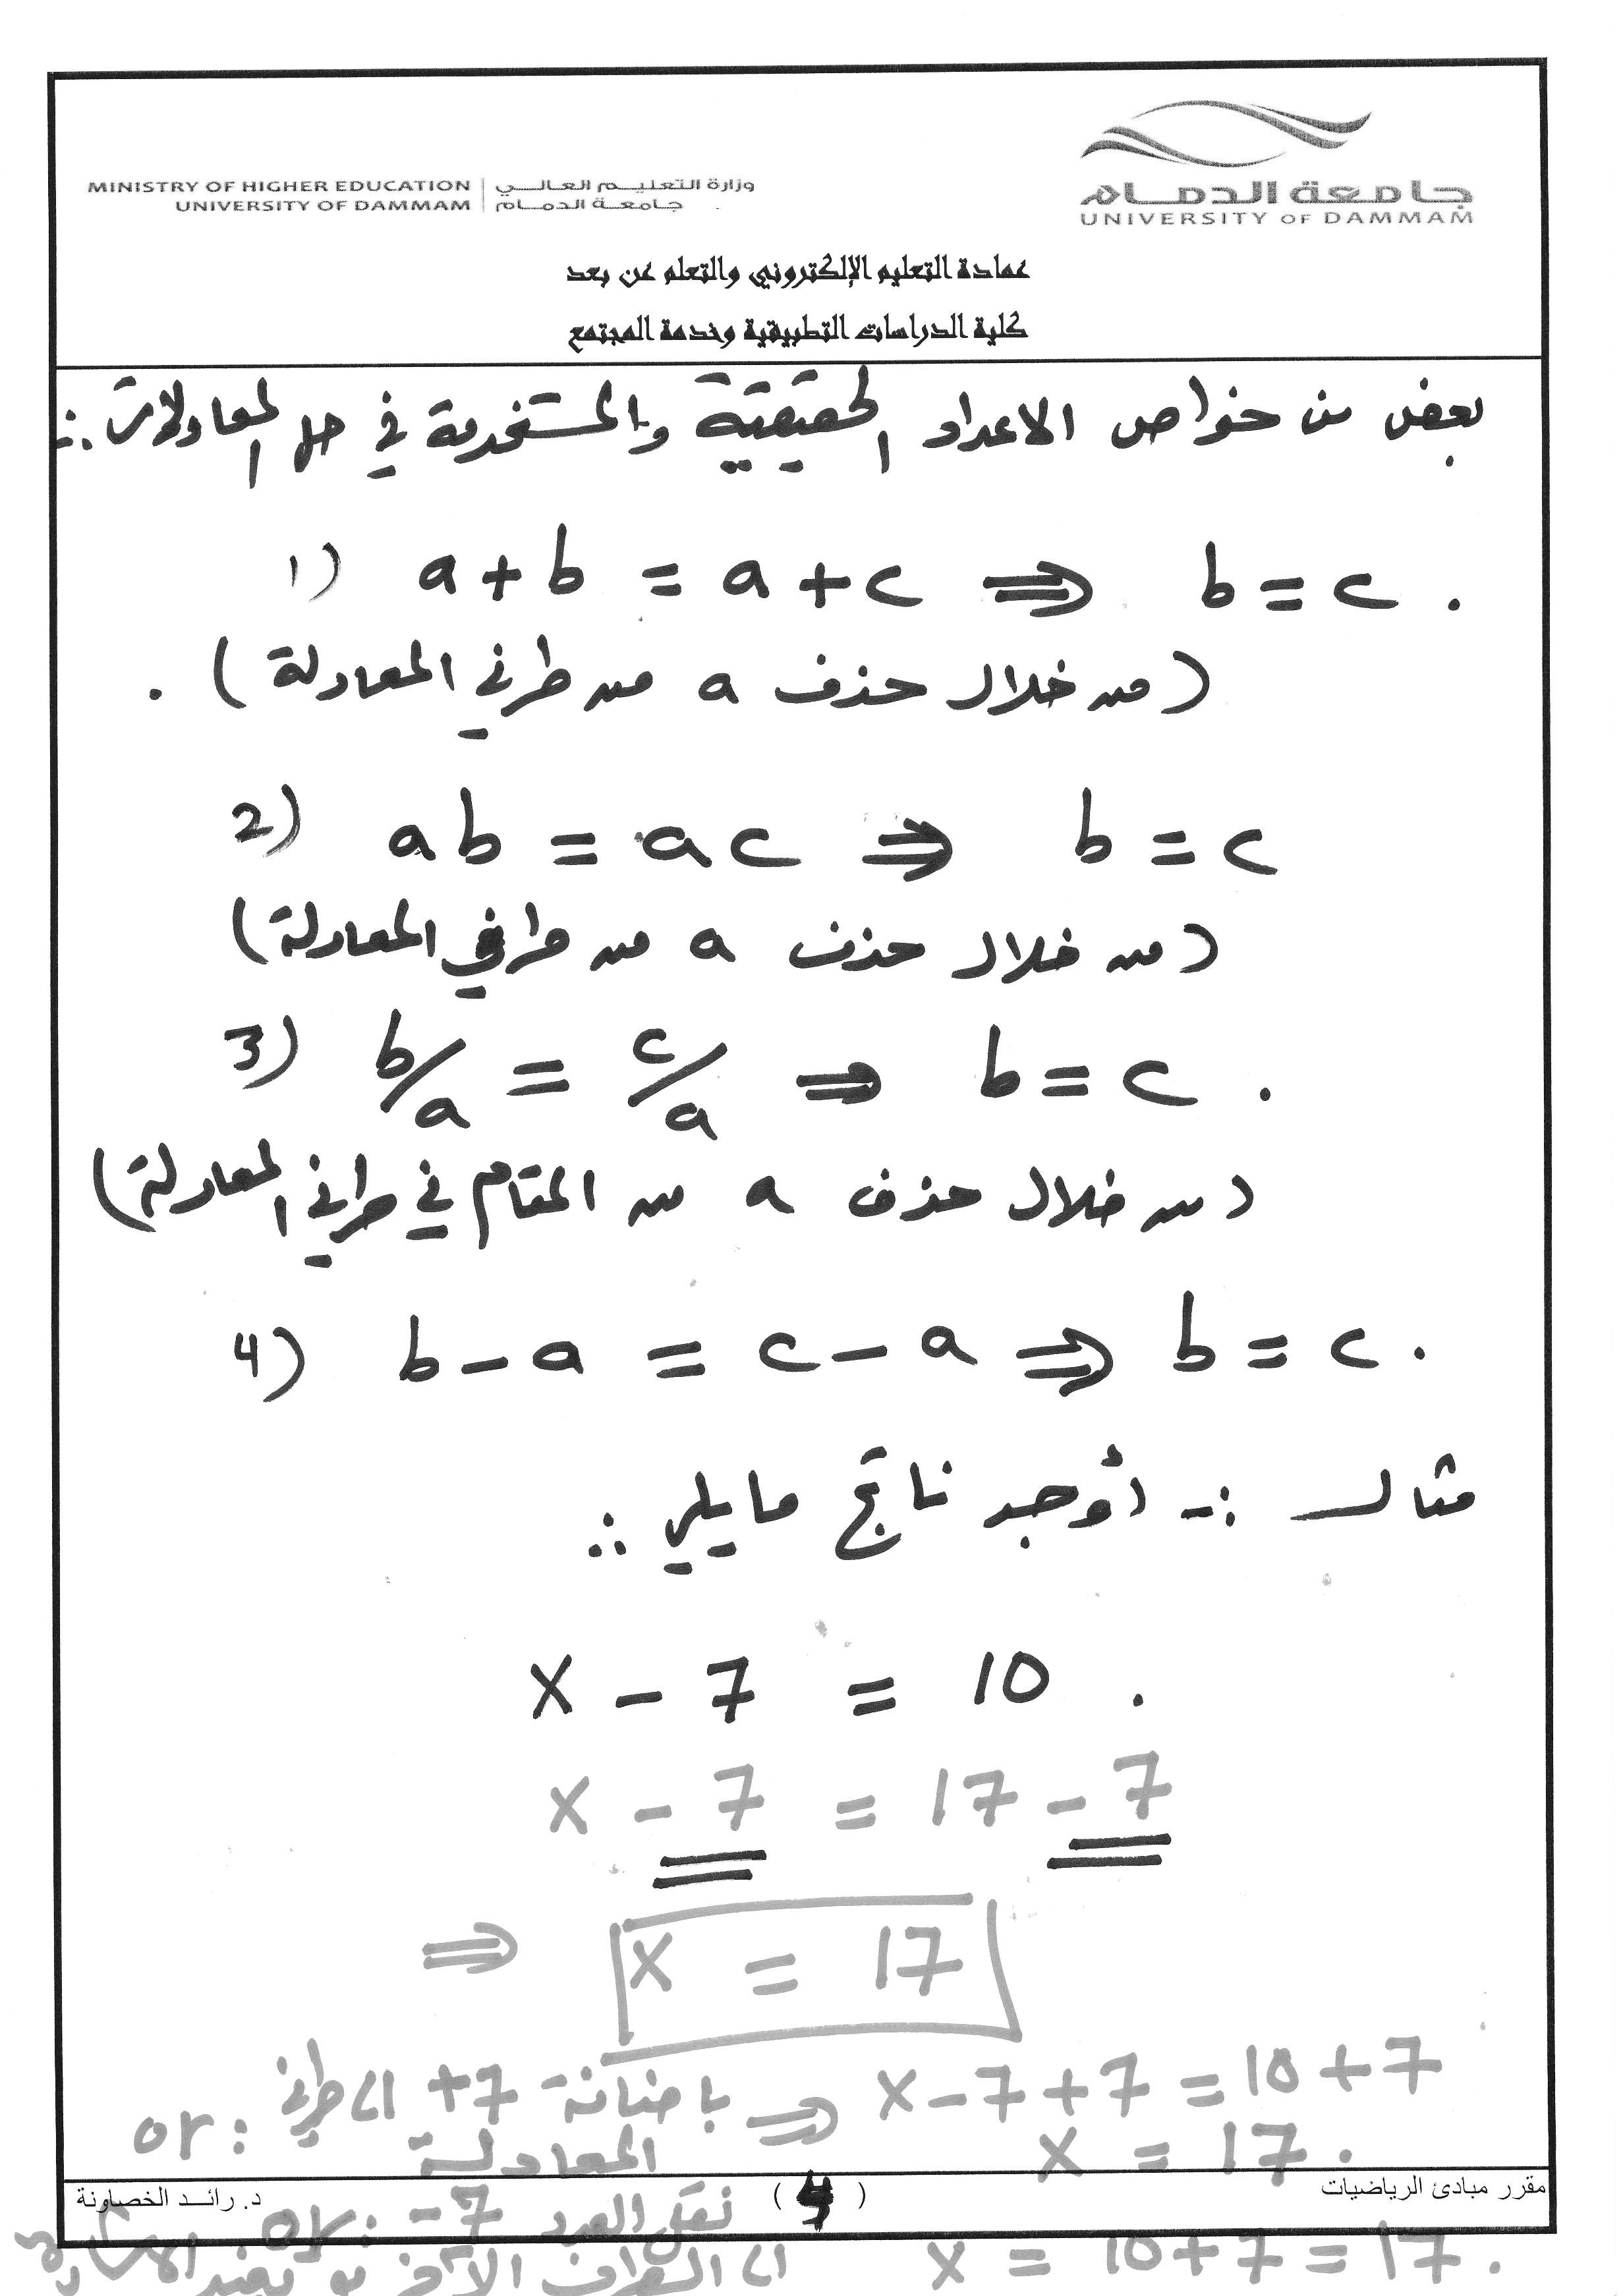 جامعة الدمام
UNIVERSITY OF DAMMAM
MINISTRY OF HIGHER EDUCATION | وزارة التعليم العالي
UNIVERSITY OF DAMMAM | جامعة الدمام
عمادة التعليم الإلكتروني والتعلم عن بعد
كلية الدراسات التطبيقية وخدمة المجتمع
بعض من خواص الاعداد الحقيقية والمستخدمة في حل المعادلات :-
1) a + b = a + c ⇒ b = c .
(من خلال حذف a من طرفي المعادلة) .
2) ab = ac ⇒ b = c
(من خلال حذف a من طرفي المعادلة)
3) b/a = c/a ⇒ b = c .
(من خلال حذف a من المقام في طرفي المعادلة)
4) b - a = c - a ⇒ b = c .
مثال :- أوجد ناتج مايلي :
x - 7 = 10 .
x - 7 = 17 - 7
⇒ x = 17
or : باضافة +7 الى طرفي المعادلة ⇒ x - 7 + 7 = 10 + 7
x = 17 .
مقرر مبادئ الرياضيات ( 4 ) د. رائد الخصاونة
or : نقل العدد -7
الى الطرف الآخر
x = 10 + 7 = 17 .